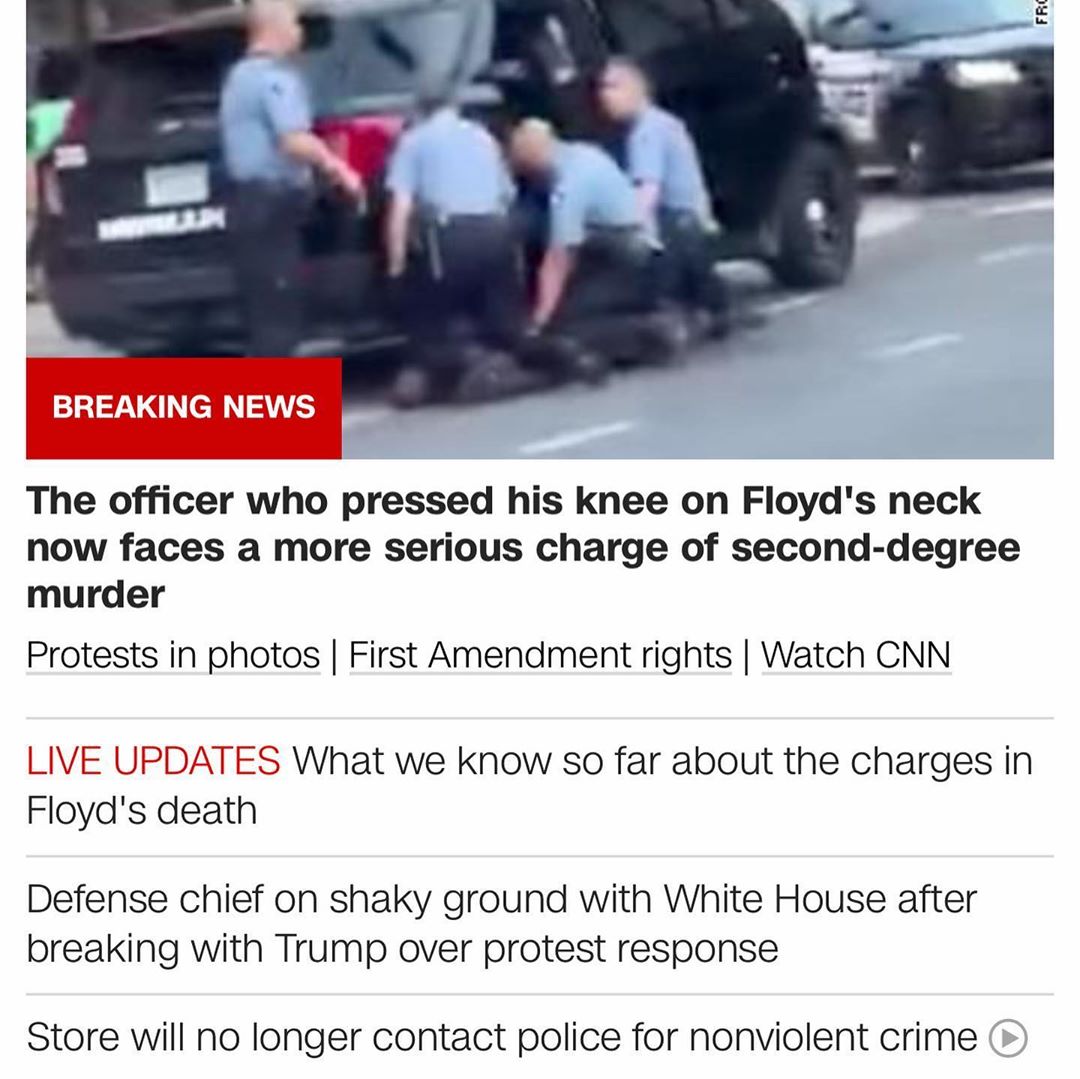 FRO
BREAKING NEWS
The officer who pressed his knee on Floyd's neck
now faces a more serious charge of second-degree
murder
Protests in photos | First Amendment rights | Watch CNN
LIVE UPDATES What we know so far about the charges in
Floyd's death
Defense chief on shaky ground with White House after
breaking with Trump over protest response
Store will no longer contact police for nonviolent crime